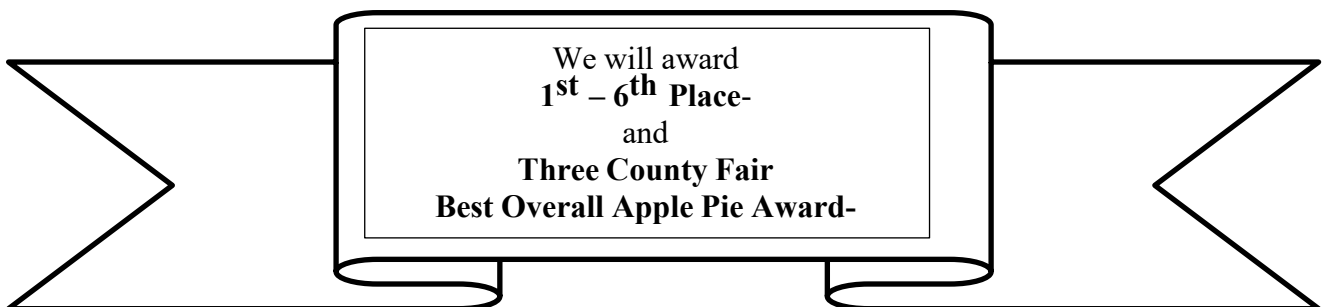 We will award
1st – 6th Place-
and
Three County Fair
Best Overall Apple Pie Award-